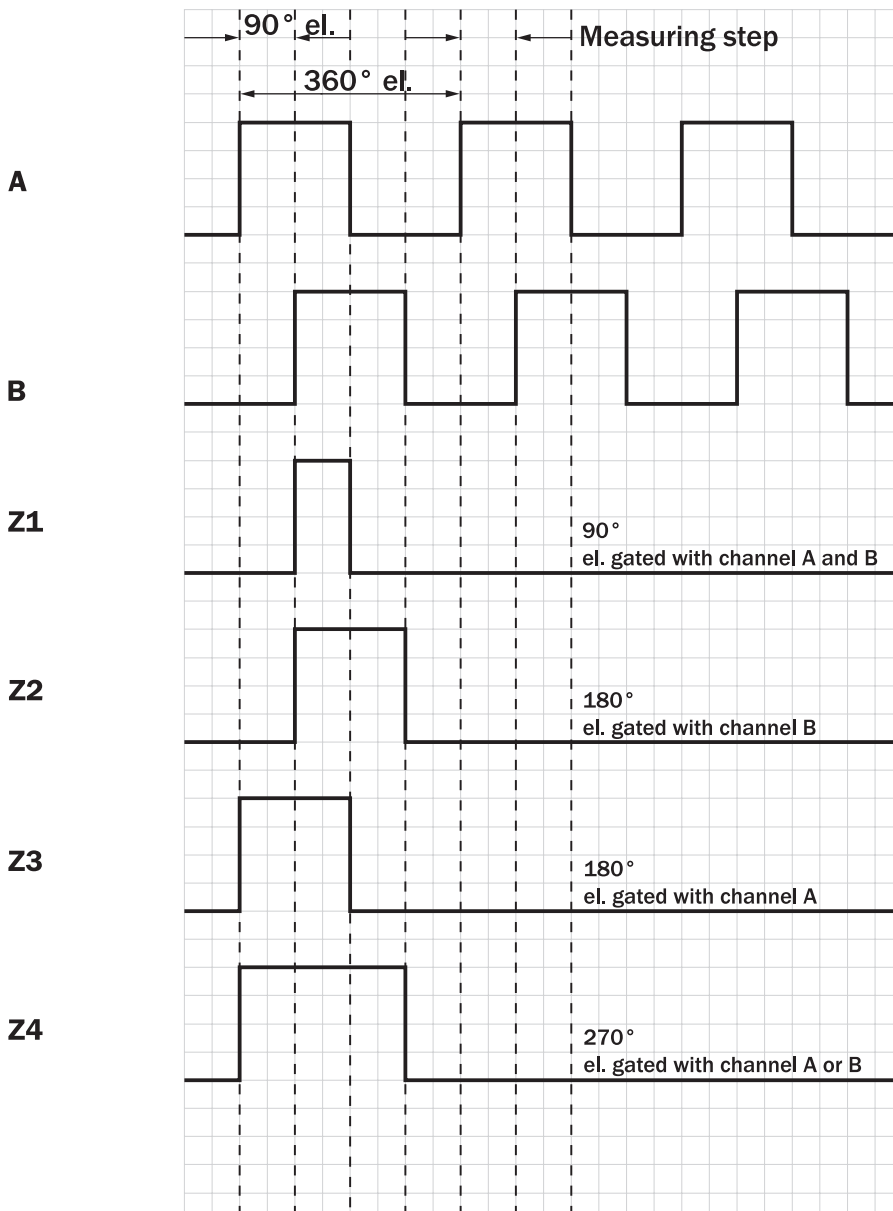 90° el.
Measuring step
360° el.
A
B
Z1
90°
el. gated with channel A and B
Z2
180°
el. gated with channel B
Z3
180°
el. gated with channel A
Z4
270°
el. gated with channel A or B